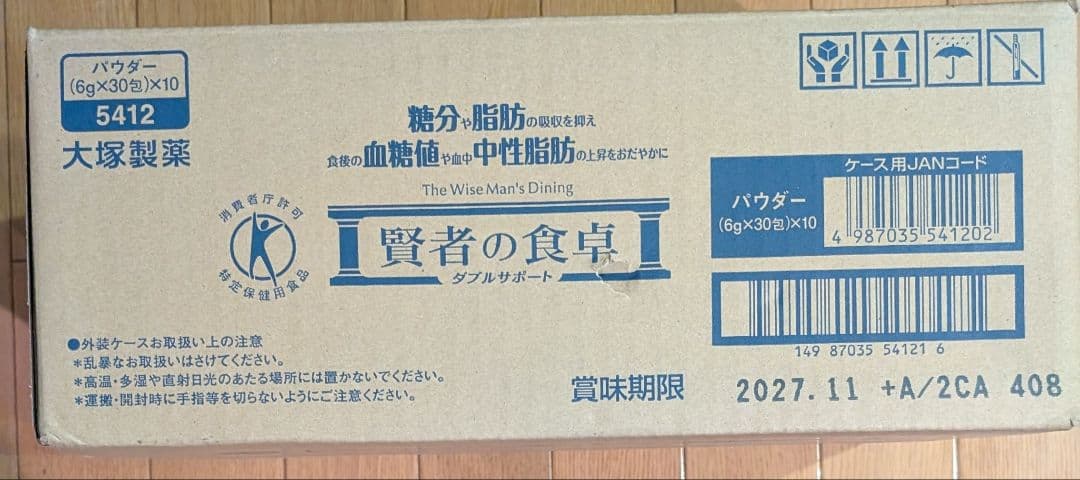 パウダー
(6g×30包)×10
5412
大塚製薬
糖分や脂肪の吸収を抑え
食後の血糖値や血中中性脂肪の上昇をおだやかに
The Wise Man's Dining
賢者の食卓
ダブルサポート
消費者庁許可
特定保健用食品
ケース用JANコード
パウダー
(6g×30包)×10
4 987035 541202
149 87035 54121 6
●外装ケースお取扱い上の注意
＊乱暴なお取扱いはさけてください。
＊高温・多湿や直射日光のあたる場所には置かないでください。
＊運搬・開封時に手指等を切らないようにご注意ください。
賞味期限 2027.11 +A/2CA 408